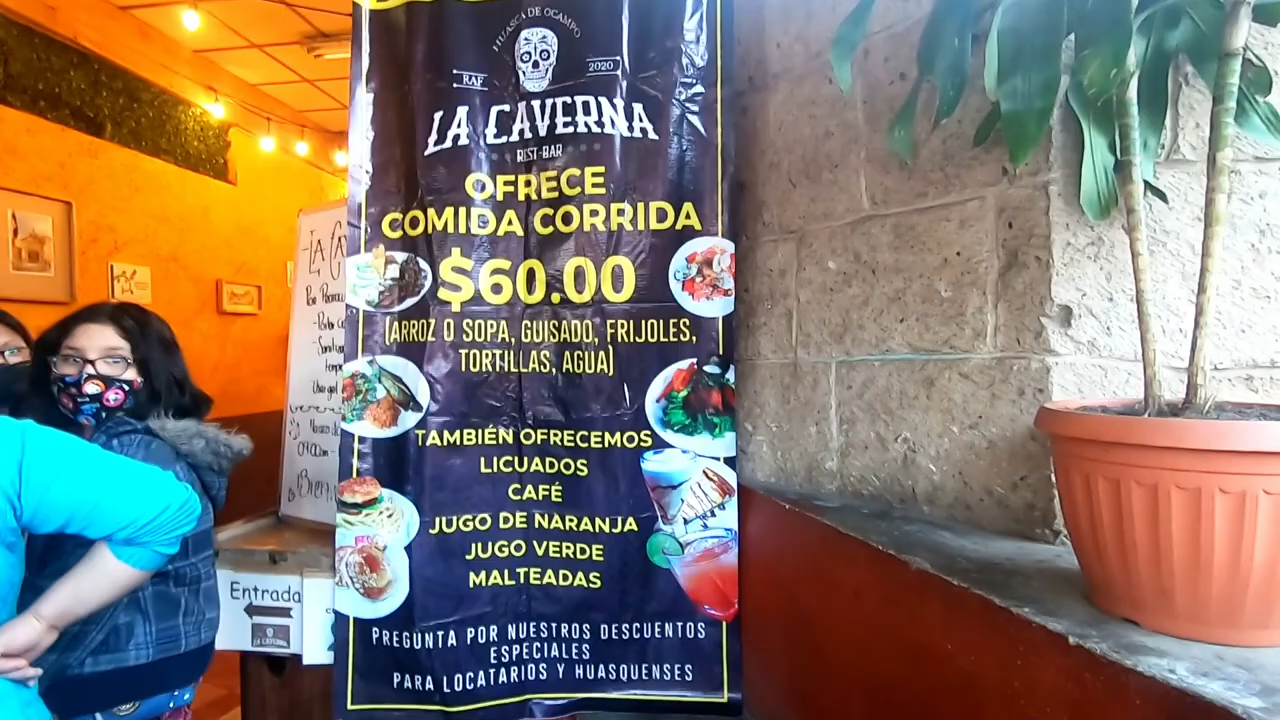 HUASCA DE OCAMPO
RAF 2020
LA CAVERNA
REST-BAR
OFRECE
COMIDA CORRIDA
$60.00
(ARROZ O SOPA, GUISADO, FRIJOLES,
TORTILLAS, AGUA)
TAMBIÉN OFRECEMOS
LICUADOS
CAFÉ
JUGO DE NARANJA
JUGO VERDE
MALTEADAS
PREGUNTA POR NUESTROS DESCUENTOS
ESPECIALES
PARA LOCATARIOS Y HUASQUENSES
Entrada
LA CAVERNA